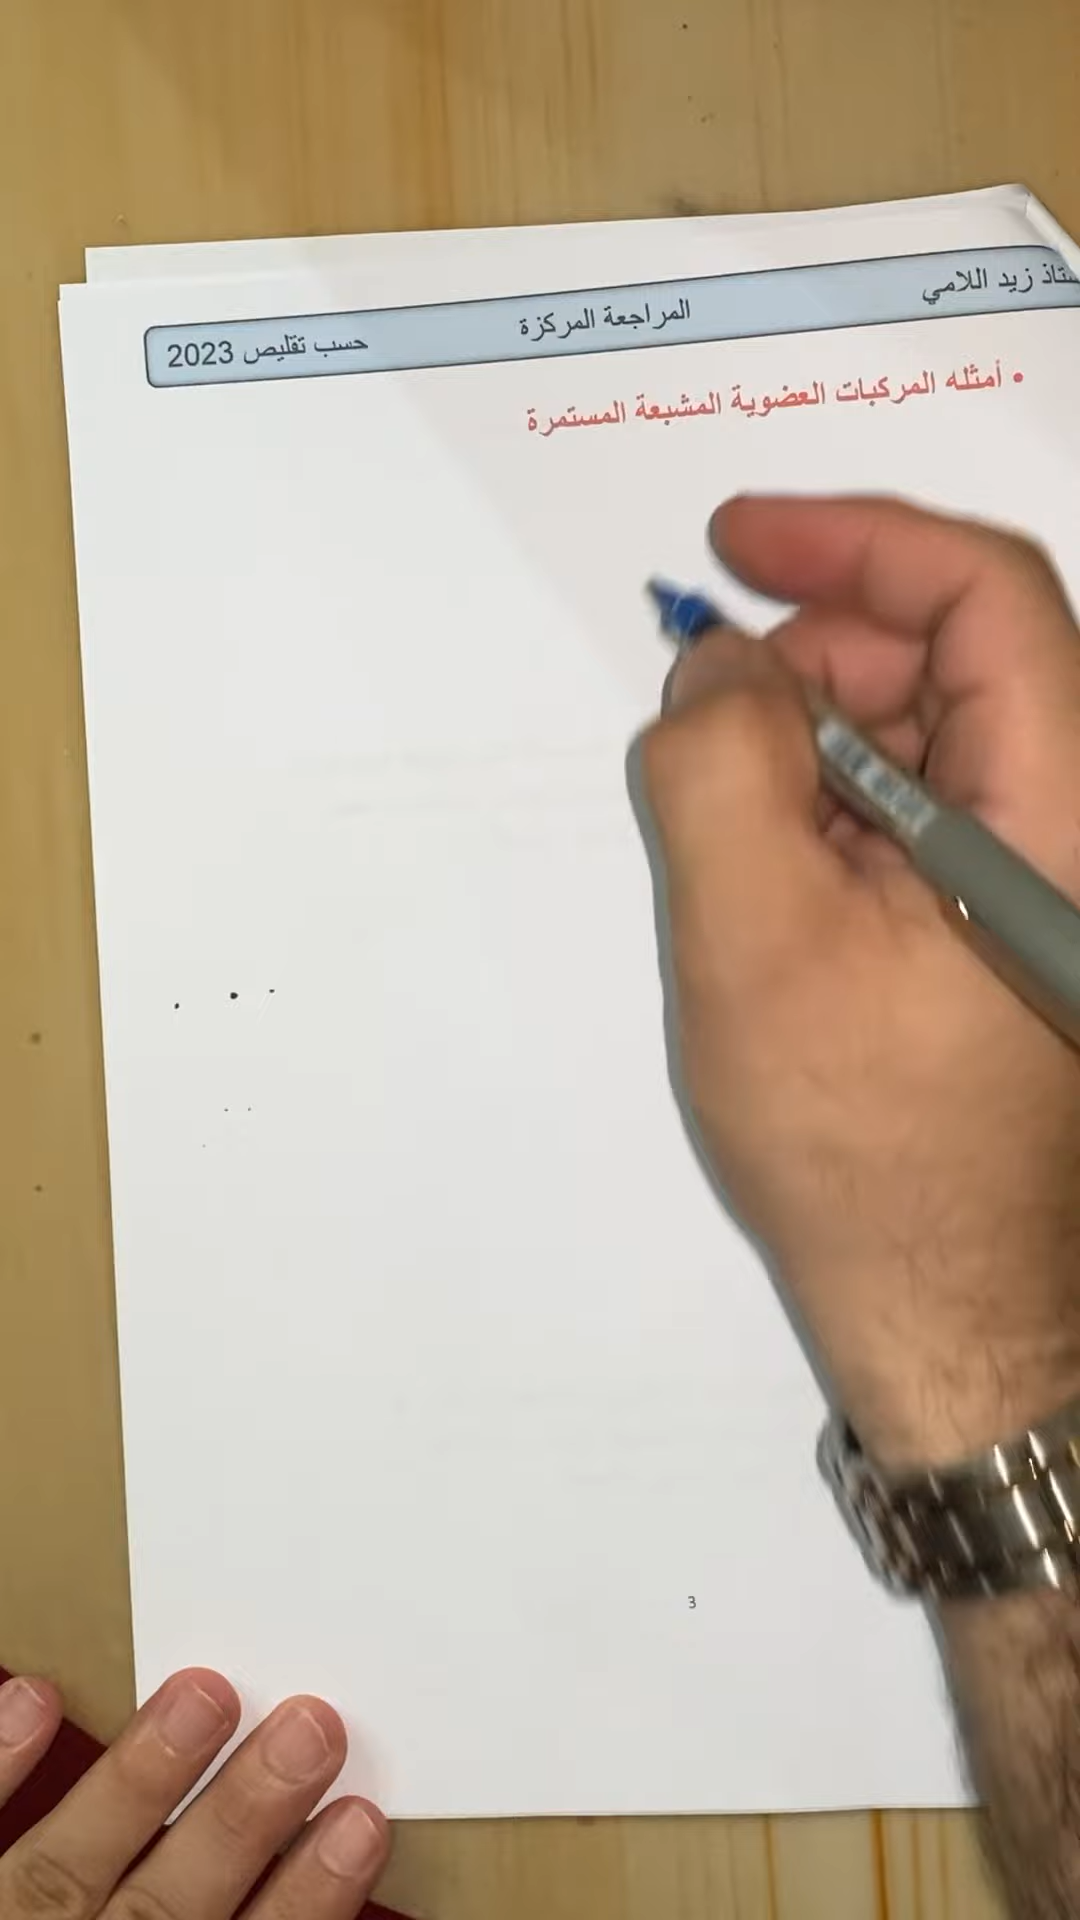 ستاذ زيد اللامي المراجعة المركزة حسب تقليص 2023
• أمثله المركبات العضوية المشبعة المستمرة
3